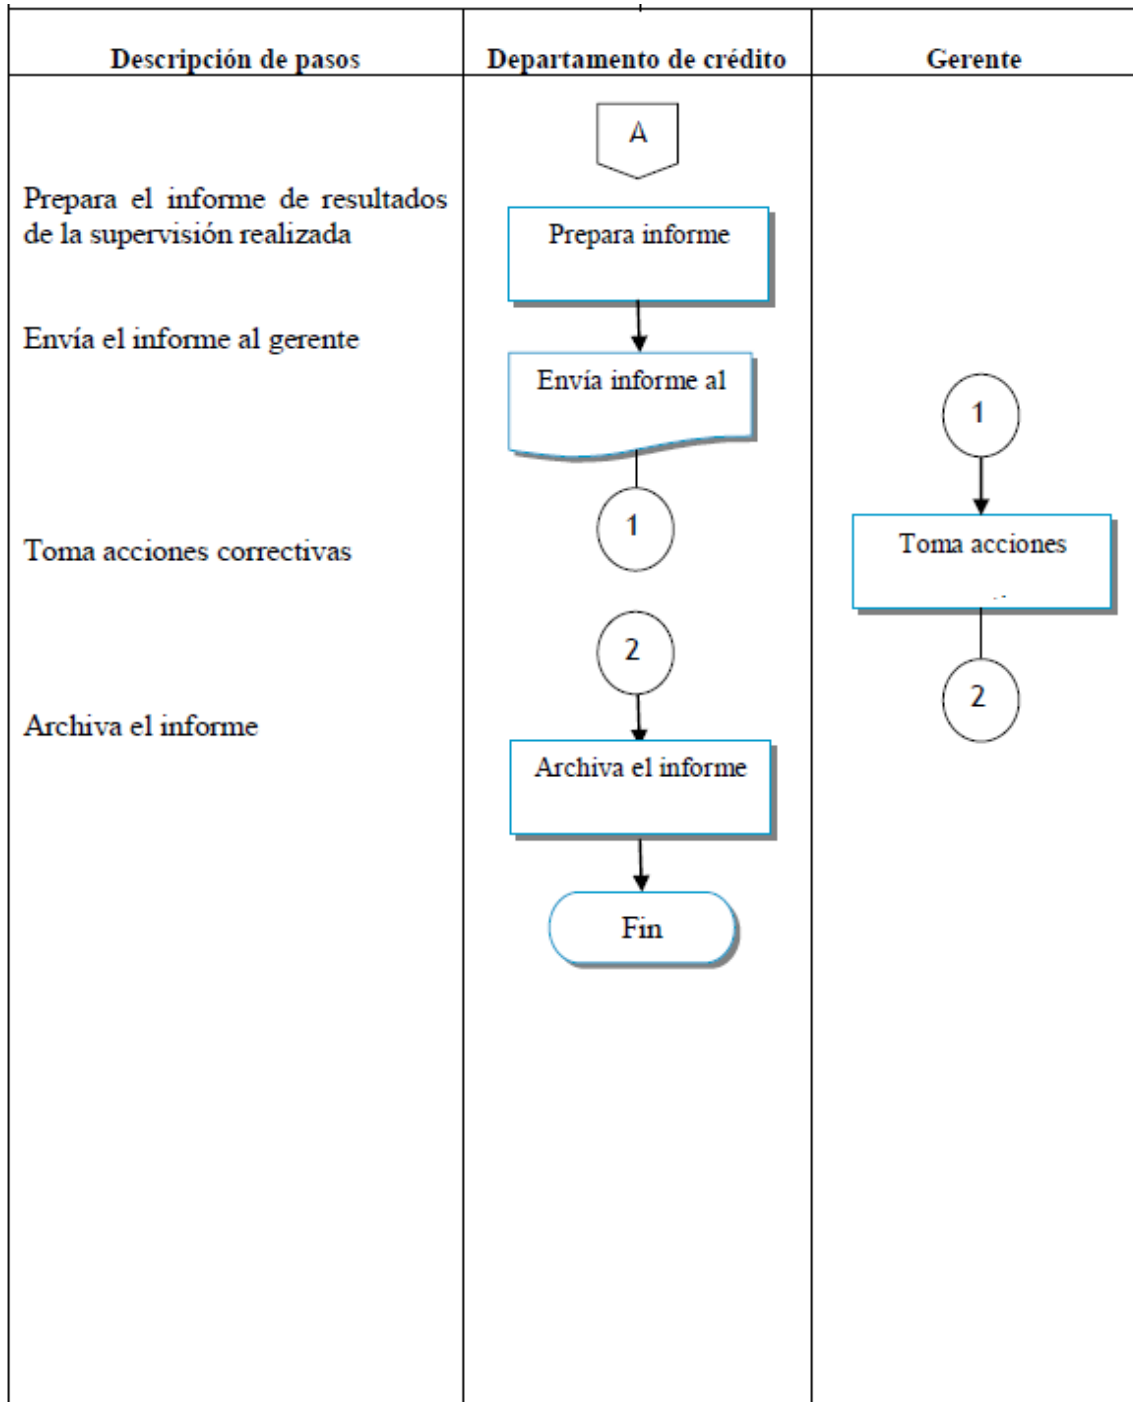 Descripción de pasos
Departamento de crédito
Gerente
A
Prepara el informe de resultados
de la supervisión realizada
Prepara informe
Envía el informe al gerente
Envía informe al
1
1
Toma acciones correctivas
Toma acciones
2
2
Archiva el informe
Archiva el informe
Fin